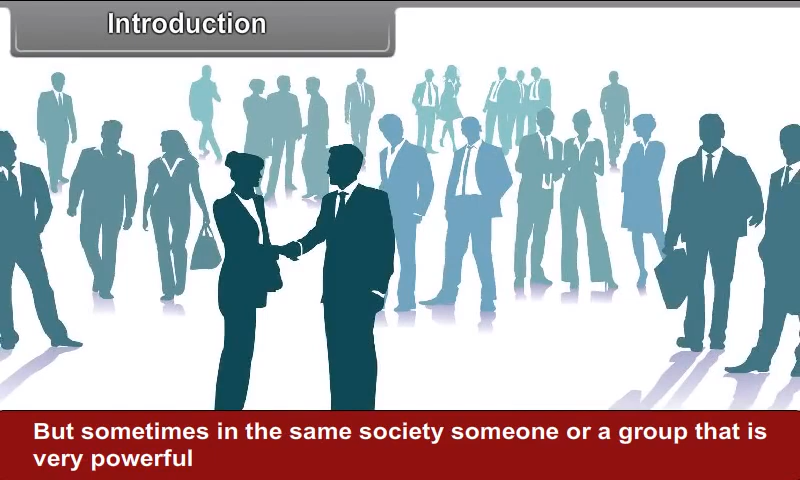 Introduction
But sometimes in the same society someone or a group that is
very powerful